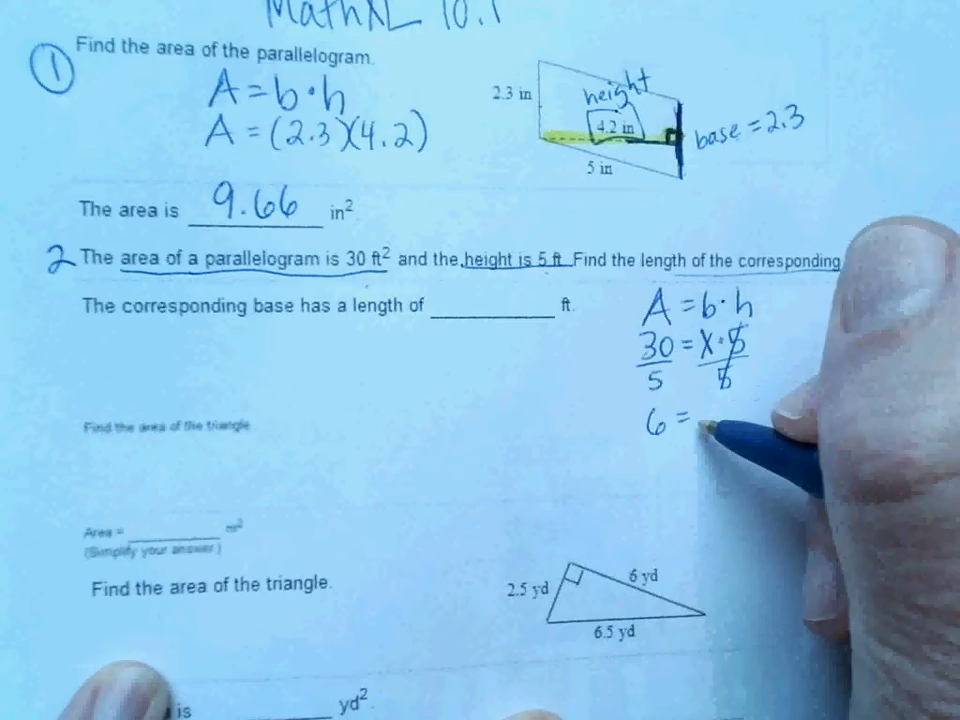 MathXL 10.1
1 Find the area of the parallelogram.
A = b · h
A = (2.3)(4.2)
2.3 in
height
4.2 in
base = 2.3
5 in
The area is 9.66 in²
2 The area of a parallelogram is 30 ft² and the height is 5 ft. Find the length of the corresponding
The corresponding base has a length of ft.
A = b · h
30 = x · 5
5 5
6 =
Find the area of the triangle
Area = m²
(Simplify your answer.)
Find the area of the triangle.
2.5 yd
6 yd
6.5 yd
is yd².